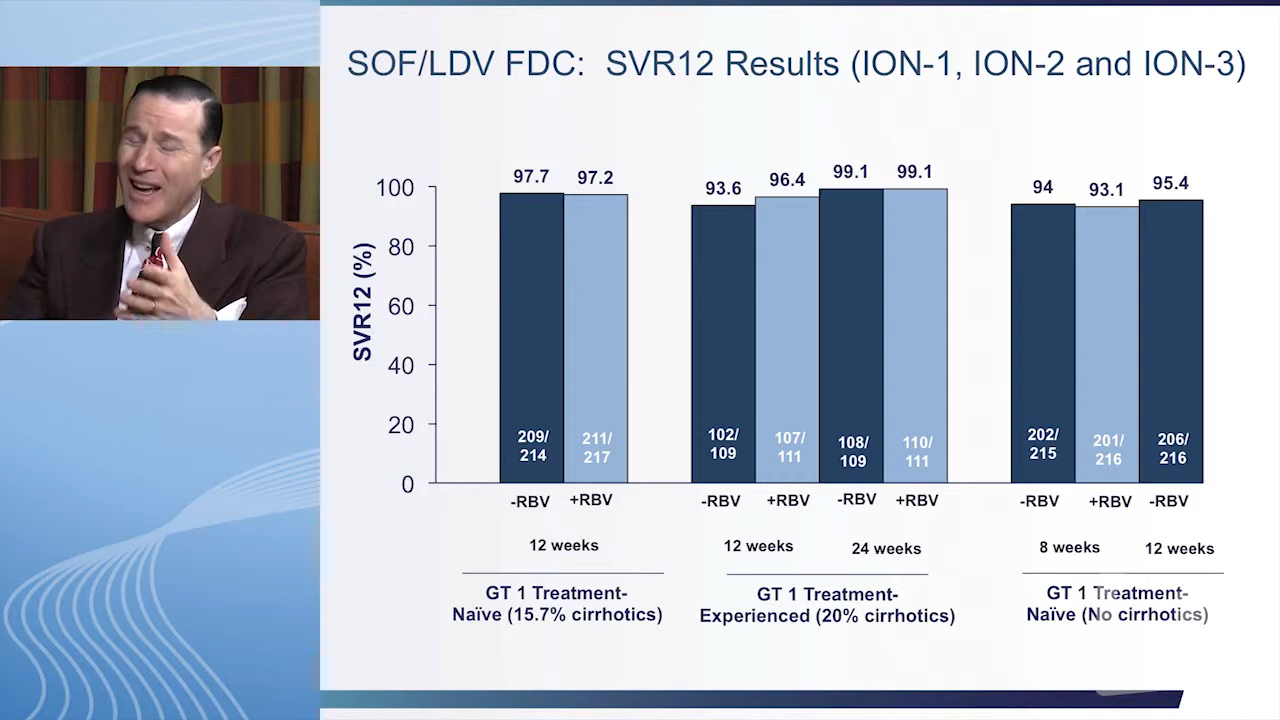 SOF/LDV FDC:  SVR12 Results (ION-1, ION-2 and ION-3)
SVR12 (%)
100
80
60
40
20
0
97.7
97.2
93.6
96.4
99.1
99.1
94
93.1
95.4
209/
214
211/
217
102/
109
107/
111
108/
109
110/
111
202/
215
201/
216
206/
216
-RBV
+RBV
-RBV
+RBV
-RBV
+RBV
-RBV
+RBV
-RBV
12 weeks
12 weeks
24 weeks
8 weeks
12 weeks
GT 1 Treatment-
Naïve (15.7% cirrhotics)
GT 1 Treatment-
Experienced (20% cirrhotics)
GT 1 Treatment-
Naïve (No cirrhotics)